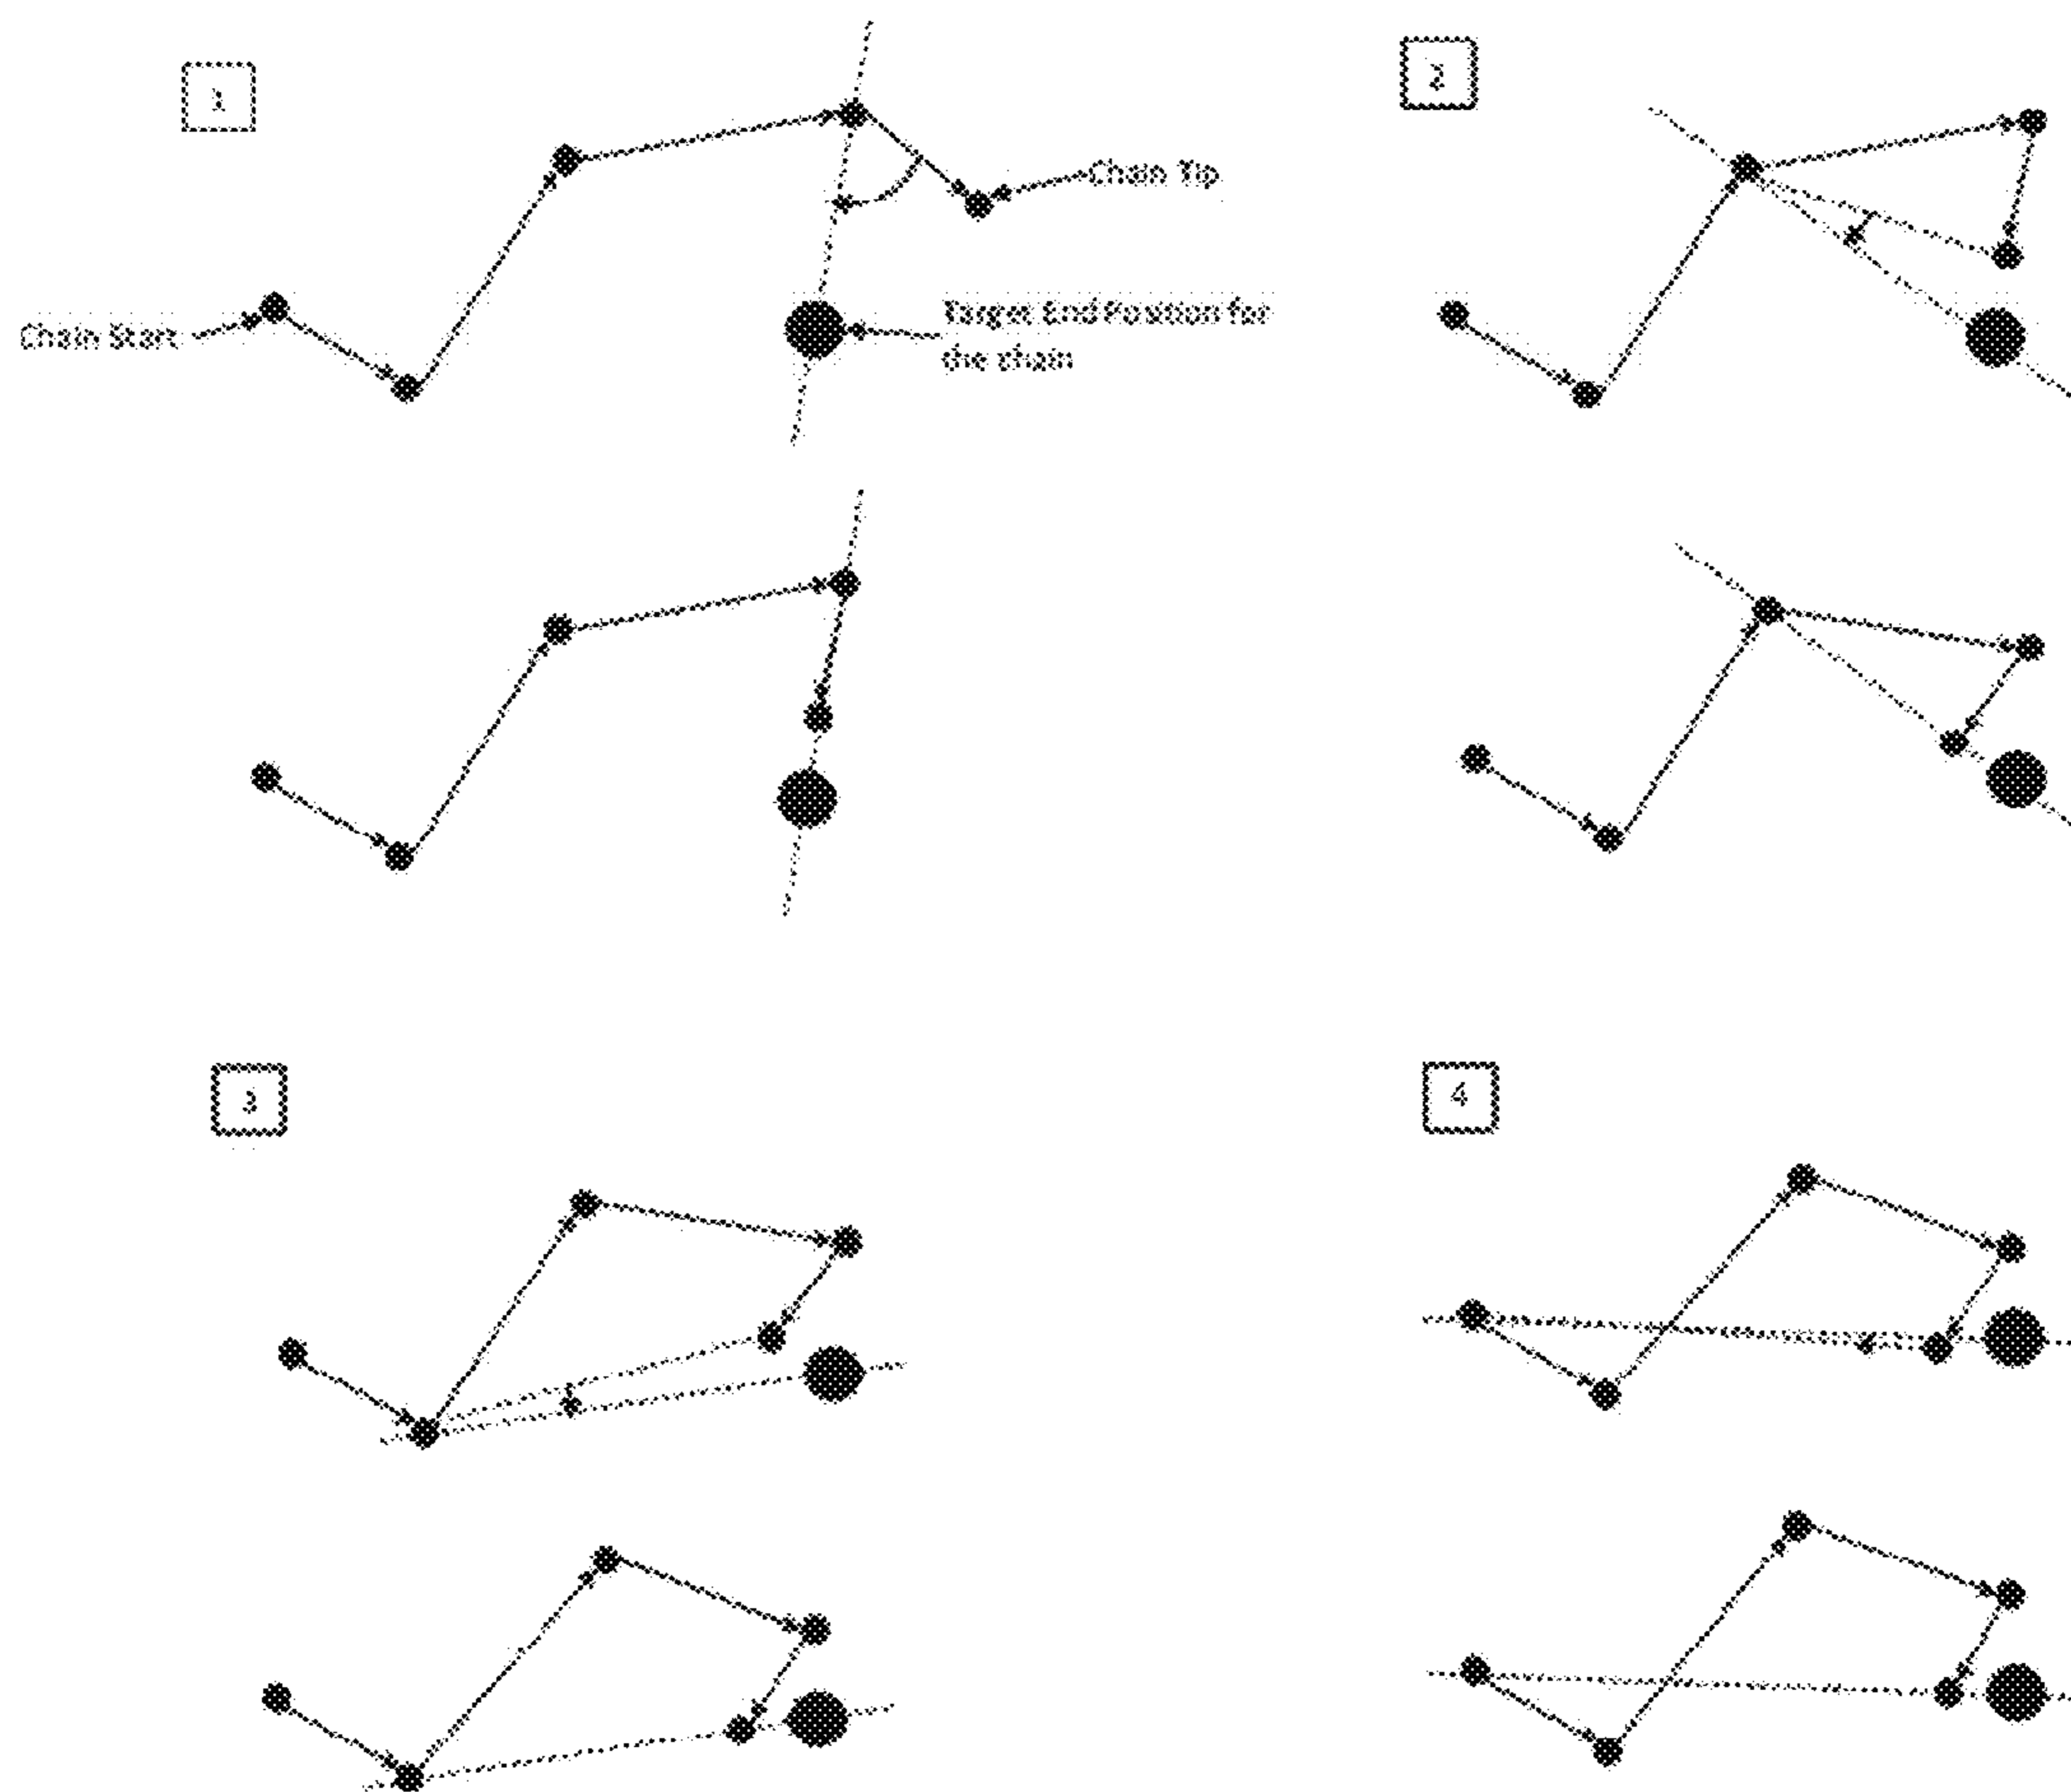 1
2
Chain Tip
Chain Start
Target End Position for
the chain
3
4